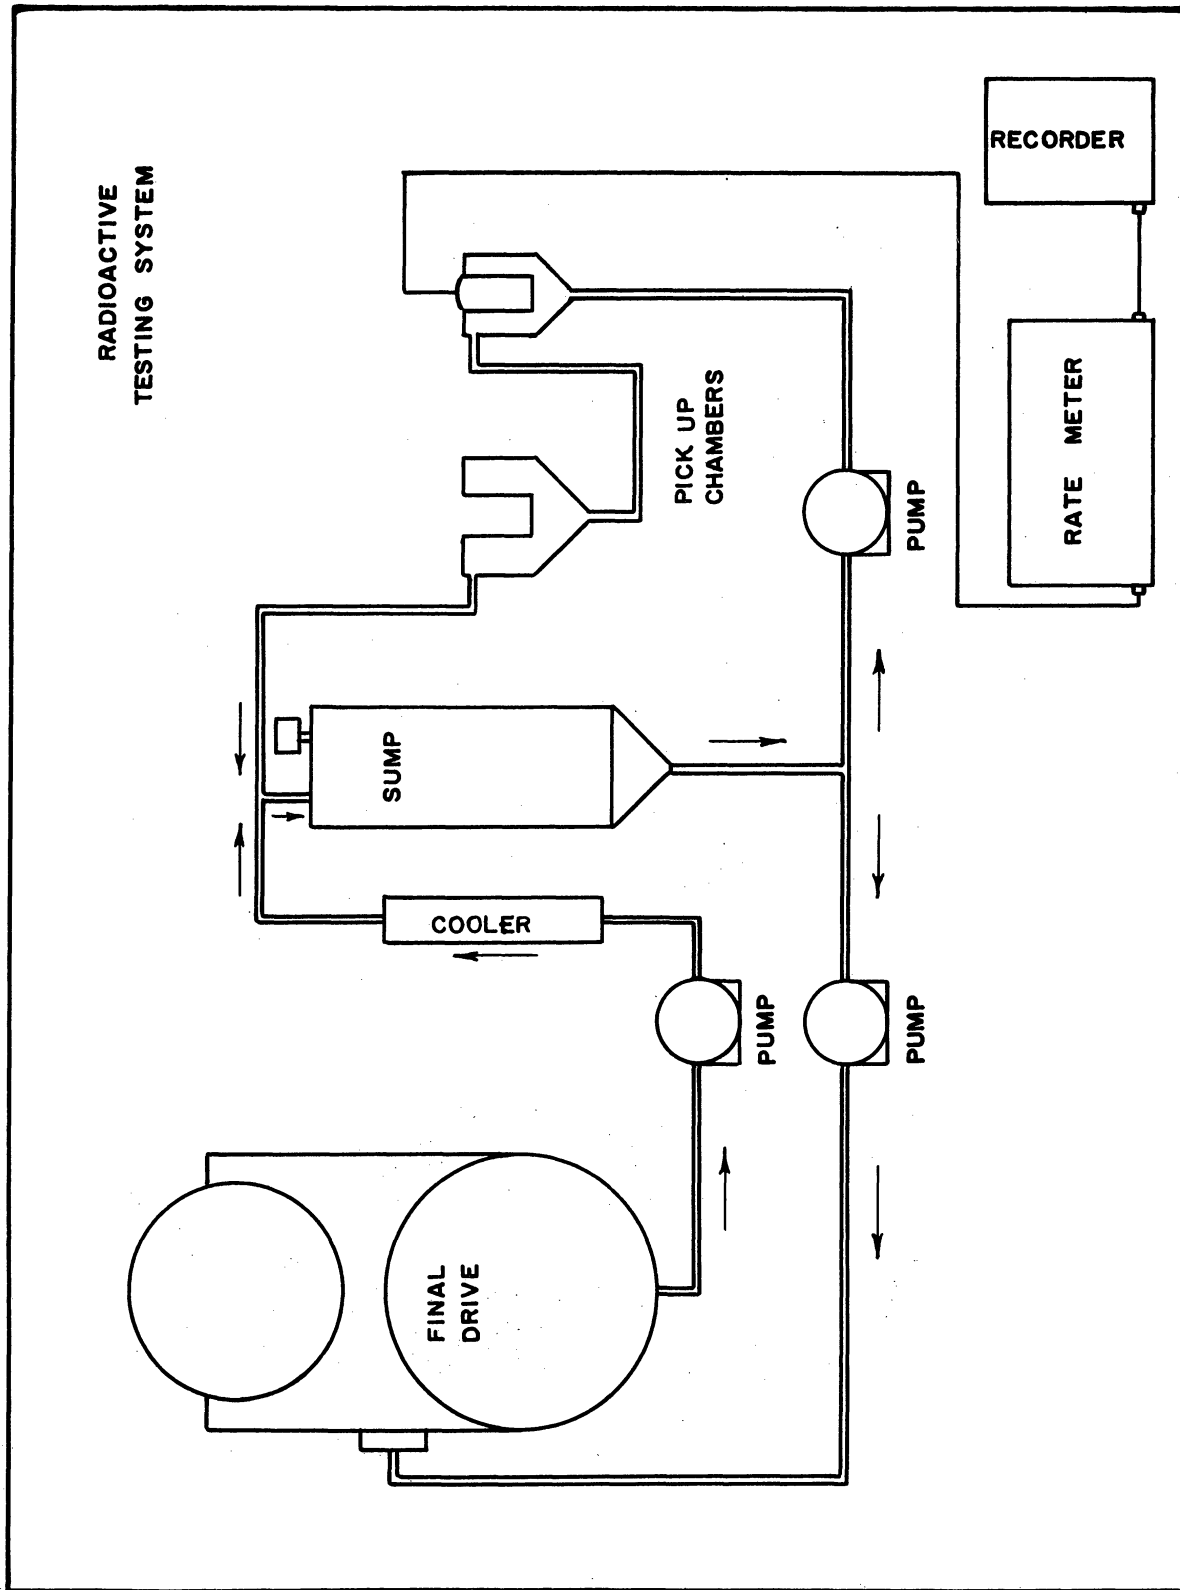 RADIOACTIVE
TESTING SYSTEM
FINAL
DRIVE
COOLER
SUMP
PICK UP
CHAMBERS
PUMP
PUMP
PUMP
RATE METER
RECORDER